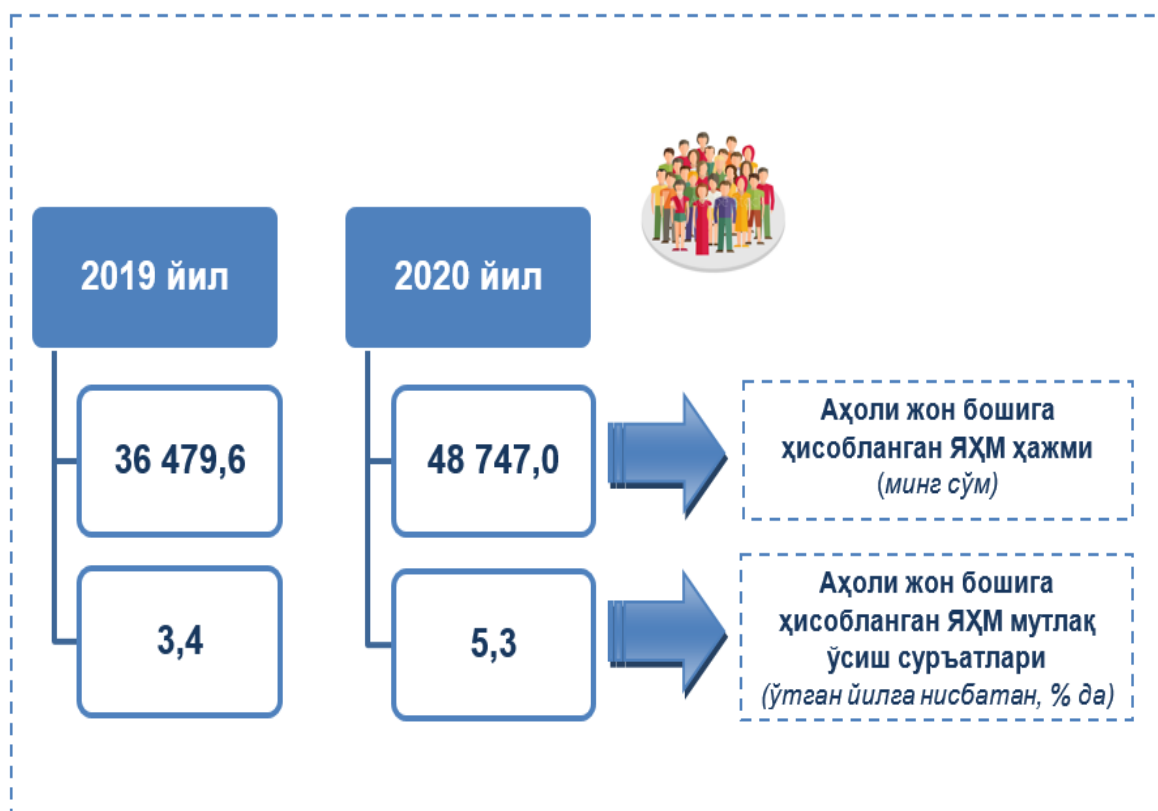 2019 йил
2020 йил
36 479,6
48 747,0
Аҳоли жон бошига
ҳисобланган ЯҲМ ҳажми
(минг сўм)
3,4
5,3
Аҳоли жон бошига
ҳисобланган ЯҲМ мутлақ
ўсиш суръатлари
(ўтган йилга нисбатан, % да)